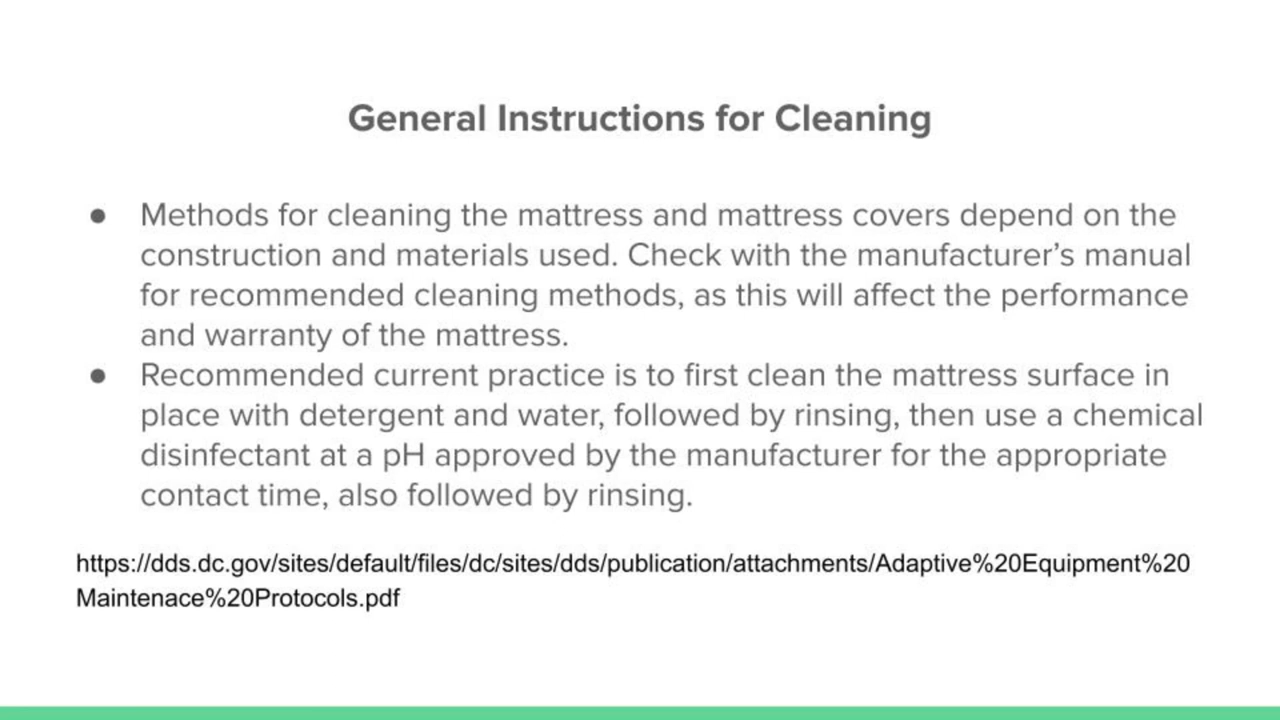 General Instructions for Cleaning
● Methods for cleaning the mattress and mattress covers depend on the
construction and materials used. Check with the manufacturer’s manual
for recommended cleaning methods, as this will affect the performance
and warranty of the mattress.
● Recommended current practice is to first clean the mattress surface in
place with detergent and water, followed by rinsing, then use a chemical
disinfectant at a pH approved by the manufacturer for the appropriate
contact time, also followed by rinsing.
https://dds.dc.gov/sites/default/files/dc/sites/dds/publication/attachments/Adaptive%20Equipment%20
Maintenace%20Protocols.pdf